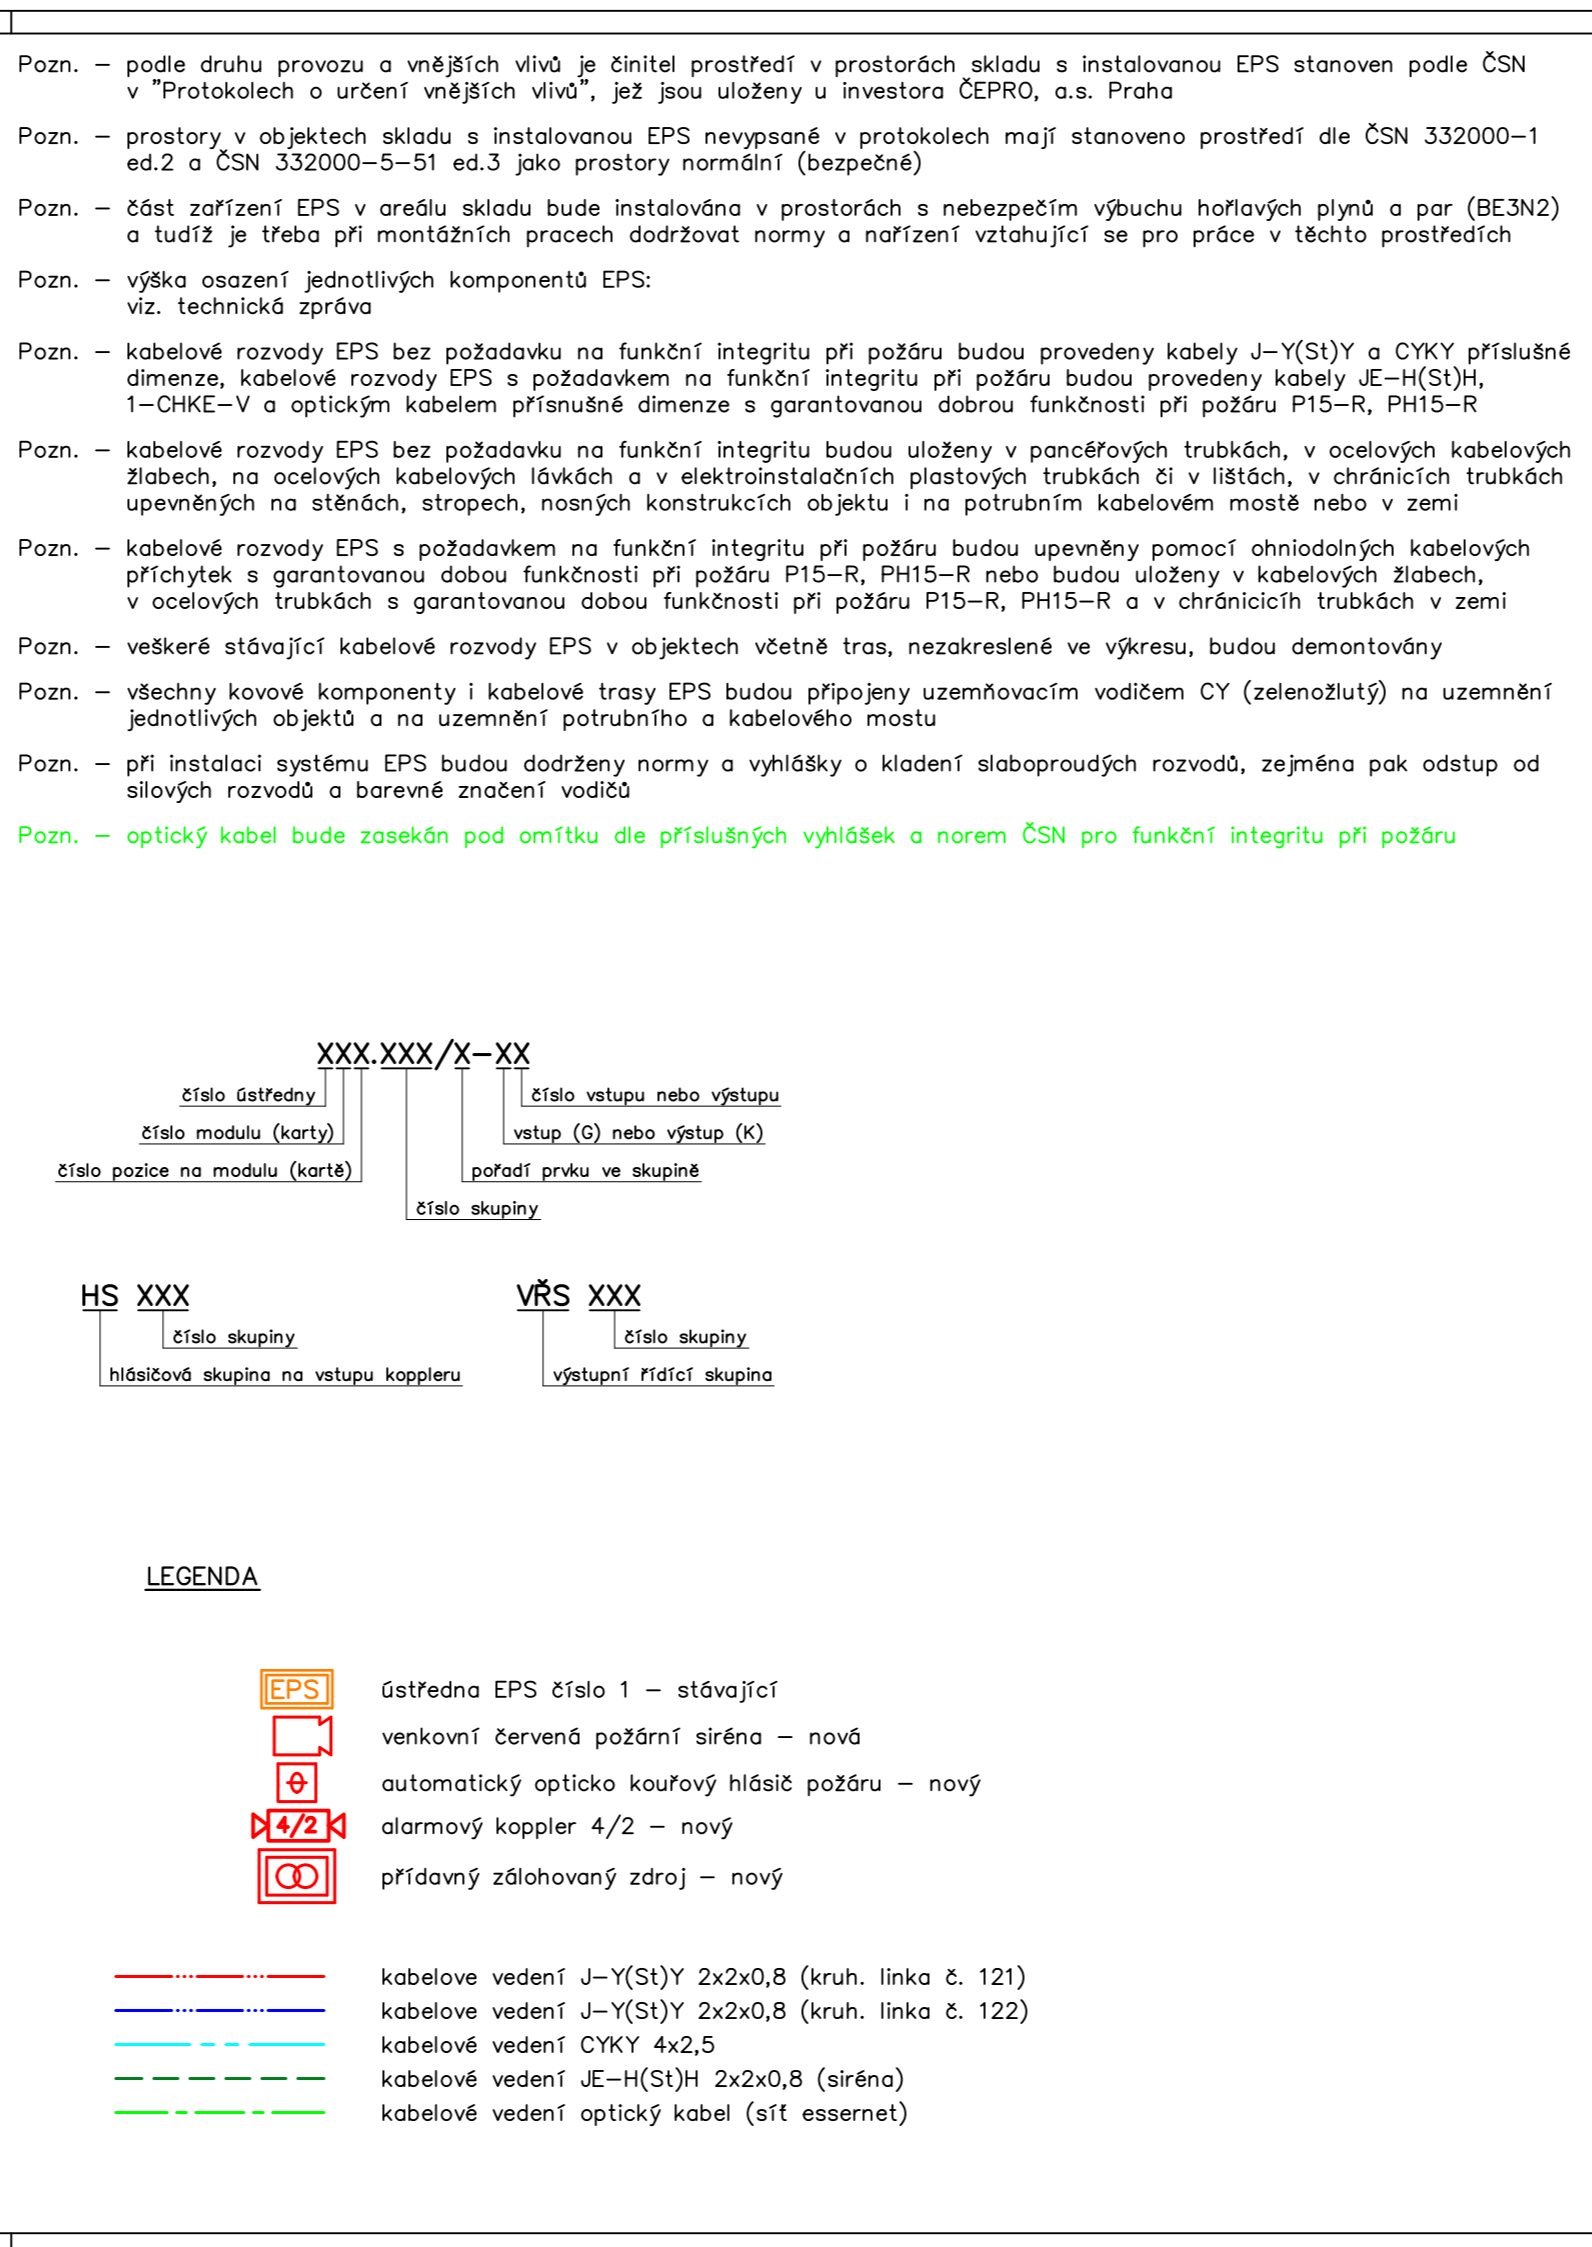 Pozn. – podle druhu provozu a vnějších vlivů je činitel prostředí v prostorách skladu s instalovanou EPS stanoven podle ČSN
v "Protokolech o určení vnějších vlivů", jež jsou uloženy u investora ČEPRO, a.s. Praha
Pozn. – prostory v objektech skladu s instalovanou EPS nevypsané v protokolech mají stanoveno prostředí dle ČSN 332000–1
ed.2 a ČSN 332000–5–51 ed.3 jako prostory normální (bezpečné)
Pozn. – část zařízení EPS v areálu skladu bude instalována v prostorách s nebezpečím výbuchu hořlavých plynů a par (BE3N2)
a tudíž je třeba při montážních pracech dodržovat normy a nařízení vztahující se pro práce v těchto prostředích
Pozn. – výška osazení jednotlivých komponentů EPS:
viz. technická zpráva
Pozn. – kabelové rozvody EPS bez požadavku na funkční integritu při požáru budou provedeny kabely J–Y(St)Y a CYKY příslušné
dimenze, kabelové rozvody EPS s požadavkem na funkční integritu při požáru budou provedeny kabely JE–H(St)H,
1–CHKE–V a optickým kabelem přísnušné dimenze s garantovanou dobrou funkčnosti při požáru P15–R, PH15–R
Pozn. – kabelové rozvody EPS bez požadavku na funkční integritu budou uloženy v pancéřových trubkách, v ocelových kabelových
žlabech, na ocelových kabelových lávkách a v elektroinstalačních plastových trubkách či v lištách, v chránicích trubkách
upevněných na stěnách, stropech, nosných konstrukcích objektu i na potrubním kabelovém mostě nebo v zemi
Pozn. – kabelové rozvody EPS s požadavkem na funkční integritu při požáru budou upevněny pomocí ohniodolných kabelových
příchytek s garantovanou dobou funkčnosti při požáru P15–R, PH15–R nebo budou uloženy v kabelových žlabech,
v ocelových trubkách s garantovanou dobou funkčnosti při požáru P15–R, PH15–R a v chránicicíh trubkách v zemi
Pozn. – veškeré stávající kabelové rozvody EPS v objektech včetně tras, nezakreslené ve výkresu, budou demontovány
Pozn. – všechny kovové komponenty i kabelové trasy EPS budou připojeny uzemňovacím vodičem CY (zelenožlutý) na uzemnění
jednotlivých objektů a na uzemnění potrubního a kabelového mostu
Pozn. – při instalaci systému EPS budou dodrženy normy a vyhlášky o kladení slaboproudých rozvodů, zejména pak odstup od
silových rozvodů a barevné značení vodičů
Pozn. – optický kabel bude zasekán pod omítku dle příslušných vyhlášek a norem ČSN pro funkční integritu při požáru
XXX.XXX/X–XX
číslo ústředny
číslo vstupu nebo výstupu
číslo modulu (karty)
vstup (G) nebo výstup (K)
číslo pozice na modulu (kartě)
pořadí prvku ve skupině
číslo skupiny
HS XXX
VŘS XXX
číslo skupiny
číslo skupiny
hlásičová skupina na vstupu koppleru
výstupní řídící skupina
LEGENDA
EPS ústředna EPS číslo 1 – stávající
venkovní červená požární siréna – nová
automatický opticko kouřový hlásič požáru – nový
4/2 alarmový koppler 4/2 – nový
přídavný zálohovaný zdroj – nový
kabelove vedení J–Y(St)Y 2x2x0,8 (kruh. linka č. 121)
kabelove vedení J–Y(St)Y 2x2x0,8 (kruh. linka č. 122)
kabelové vedení CYKY 4x2,5
kabelové vedení JE–H(St)H 2x2x0,8 (siréna)
kabelové vedení optický kabel (síť essernet)